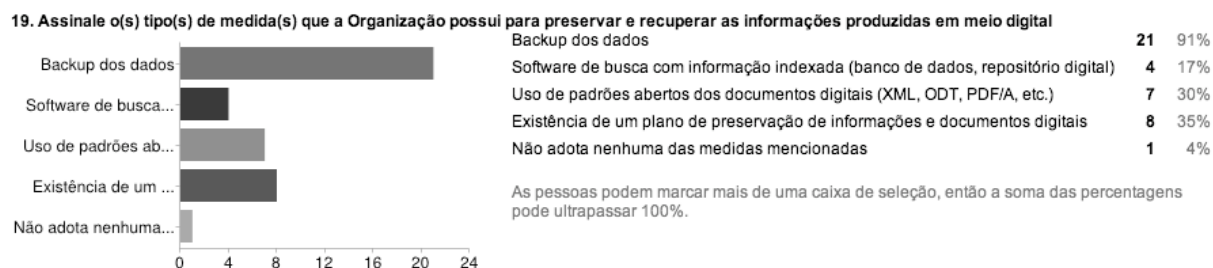 19. Assinale o(s) tipo(s) de medida(s) que a Organização possui para preservar e recuperar as informações produzidas em meio digital
Backup dos dados
Software de busca...
Uso de padrões ab...
Existência de um ...
Não adota nenhuma...
0 4 8 12 16 20 24
Backup dos dados 21 91%
Software de busca com informação indexada (banco de dados, repositório digital) 4 17%
Uso de padrões abertos dos documentos digitais (XML, ODT, PDF/A, etc.) 7 30%
Existência de um plano de preservação de informações e documentos digitais 8 35%
Não adota nenhuma das medidas mencionadas 1 4%
As pessoas podem marcar mais de uma caixa de seleção, então a soma das percentagens
pode ultrapassar 100%.